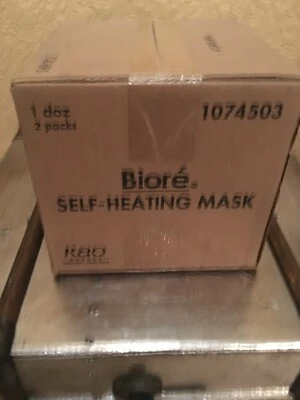 1 doz 1074503
2 packs
Bioré®
SELF-HEATING MASK
Kao